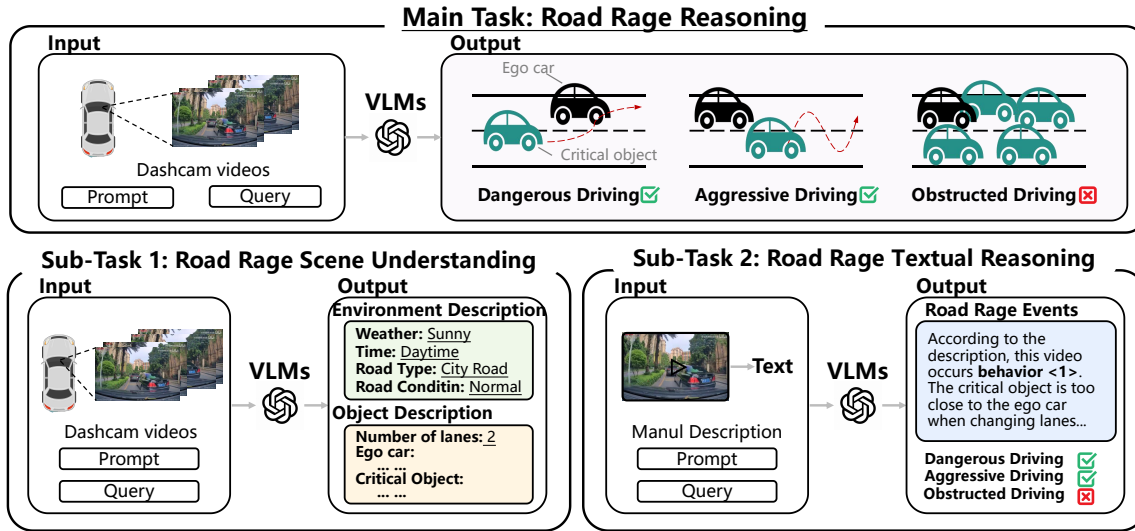 Main Task: Road Rage Reasoning
Input
Output
Dashcam videos
Prompt
Query
VLMs
Ego car
Critical object
Dangerous Driving
Aggressive Driving
Obstructed Driving
Sub-Task 1: Road Rage Scene Understanding
Input
Output
Dashcam videos
Prompt
Query
VLMs
Environment Description
Weather: Sunny
Time: Daytime
Road Type: City Road
Road Conditin: Normal
Object Description
Number of lanes: 2
Ego car:
... ...
Critical Object:
... ...
Sub-Task 2: Road Rage Textual Reasoning
Input
Output
Text
Manul Description
Prompt
Query
VLMs
Road Rage Events
According to the
description, this video
occurs behavior <1>.
The critical object is too
close to the ego car
when changing lanes...
Dangerous Driving
Aggressive Driving
Obstructed Driving